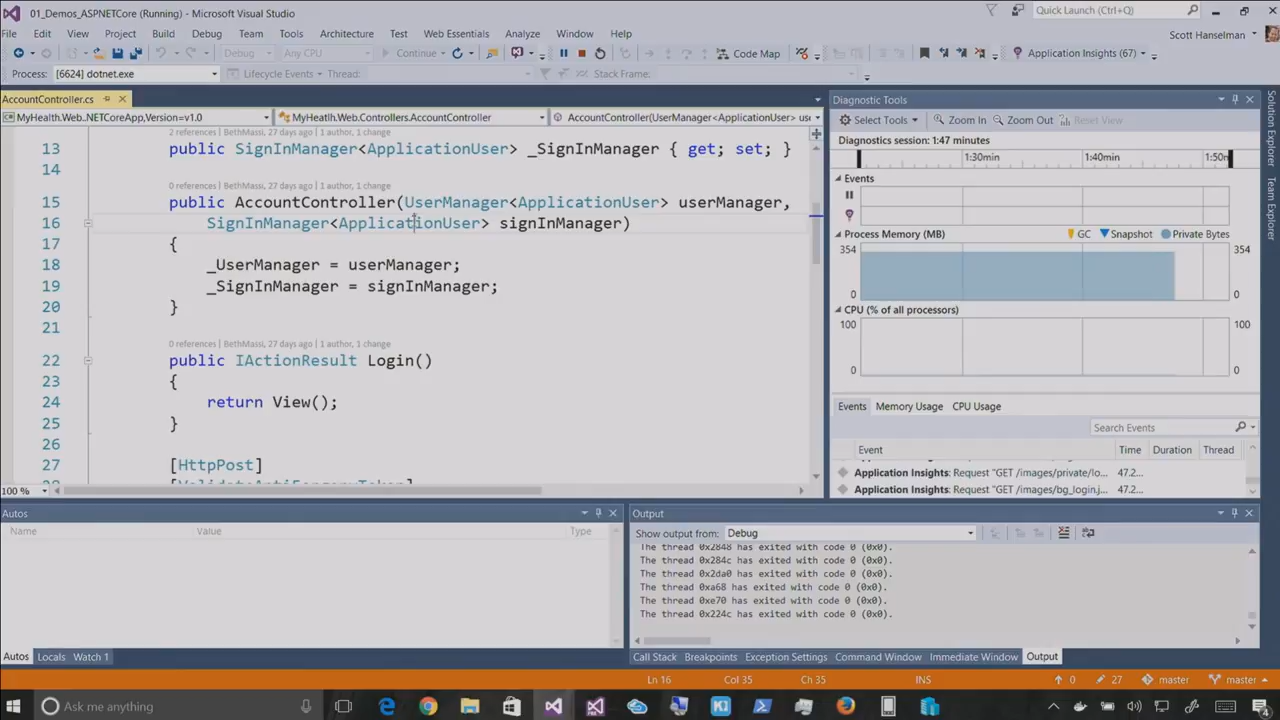 01_Demos_ASPNETCore (Running) - Microsoft Visual Studio
Quick Launch (Ctrl+Q)
File Edit View Project Build Debug Team Tools Architecture Test Web Essentials Analyze Window Help
Scott Hanselman
Debug Any CPU Continue Code Map Application Insights (67)
Process: [6624] dotnet.exe Lifecycle Events Thread: Stack Frame:
AccountController.cs
MyHealth.Web..NETCoreApp,Version=v1.0 MyHealth.Web.Controllers.AccountController AccountController(UserManager<ApplicationUser> us
2 references | BethMassi, 27 days ago | 1 author, 1 change
13 public SignInManager<ApplicationUser> _SignInManager { get; set; }
14
0 references | BethMassi, 27 days ago | 1 author, 1 change
15 public AccountController(UserManager<ApplicationUser> userManager,
16 SignInManager<ApplicationUser> signInManager)
17 {
18 _UserManager = userManager;
19 _SignInManager = signInManager;
20 }
21
0 references | BethMassi, 27 days ago | 1 author, 1 change
22 public IActionResult Login()
23 {
24 return View();
25 }
26
27 [HttpPost]
100 %
Diagnostic Tools
Select Tools Zoom In Zoom Out Reset View
Diagnostics session: 1:47 minutes
1:30min 1:40min 1:50m
Events
Process Memory (MB) GC Snapshot Private Bytes
354 354
0 0
CPU (% of all processors)
100 100
0 0
Events Memory Usage CPU Usage
Search Events
Event Time Duration Thread
Application Insights: Request "GET /images/private/lo... 47.2...
Application Insights: Request "GET /images/bg_login.j... 47.2...
Solution Explorer
Team Explorer
Autos
Name Value Type
Autos Locals Watch 1
Output
Show output from: Debug
The thread 0x2848 has exited with code 0 (0x0).
The thread 0x284c has exited with code 0 (0x0).
The thread 0x2da0 has exited with code 0 (0x0).
The thread 0xa68 has exited with code 0 (0x0).
The thread 0xe70 has exited with code 0 (0x0).
The thread 0x224c has exited with code 0 (0x0).
Call Stack Breakpoints Exception Settings Command Window Immediate Window Output
Ln 16 Col 35 Ch 35 INS 0 27 master master
Ask me anything